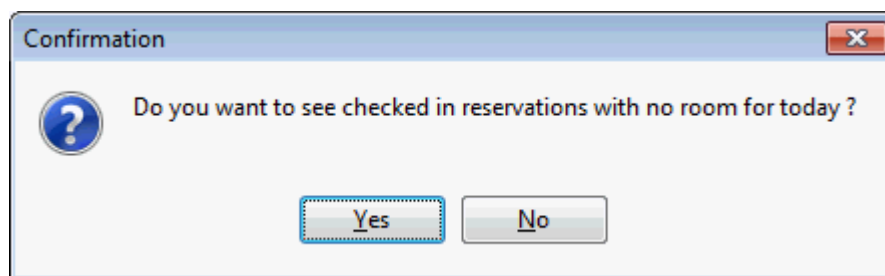 Confirmation
Do you want to see checked in reservations with no room for today ?
Yes
No